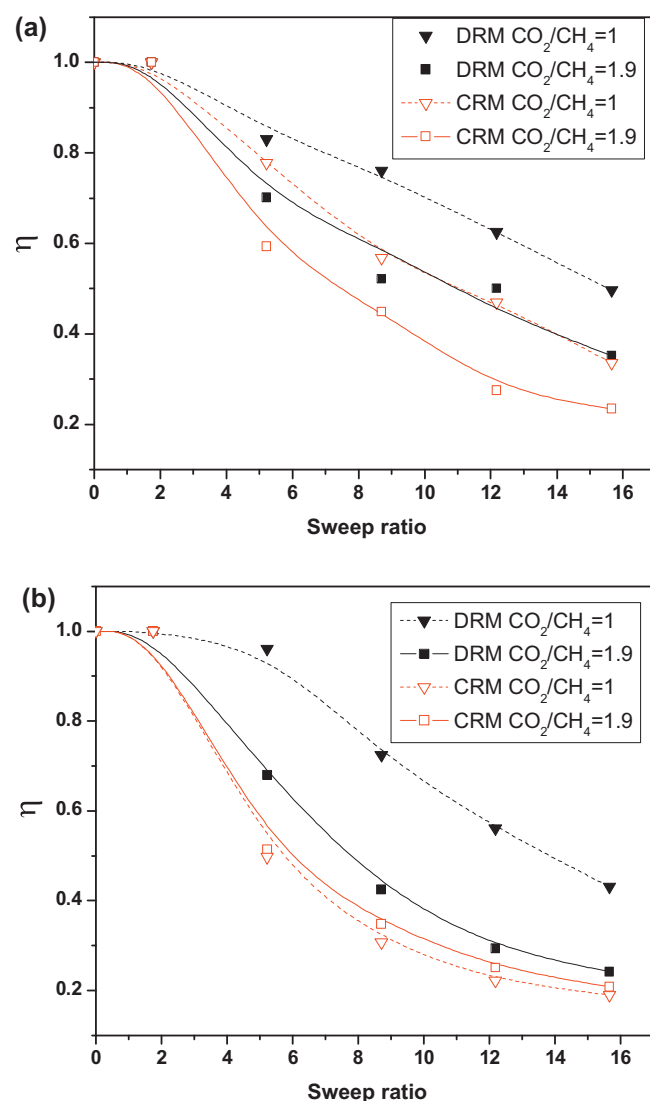 (a)
DRM CO₂/CH₄=1
DRM CO₂/CH₄=1.9
CRM CO₂/CH₄=1
CRM CO₂/CH₄=1.9
1.0
0.8
0.6
0.4
0.2
η
0 2 4 6 8 10 12 14 16
Sweep ratio
(b)
DRM CO₂/CH₄=1
DRM CO₂/CH₄=1.9
CRM CO₂/CH₄=1
CRM CO₂/CH₄=1.9
1.0
0.8
0.6
0.4
0.2
η
0 2 4 6 8 10 12 14 16
Sweep ratio